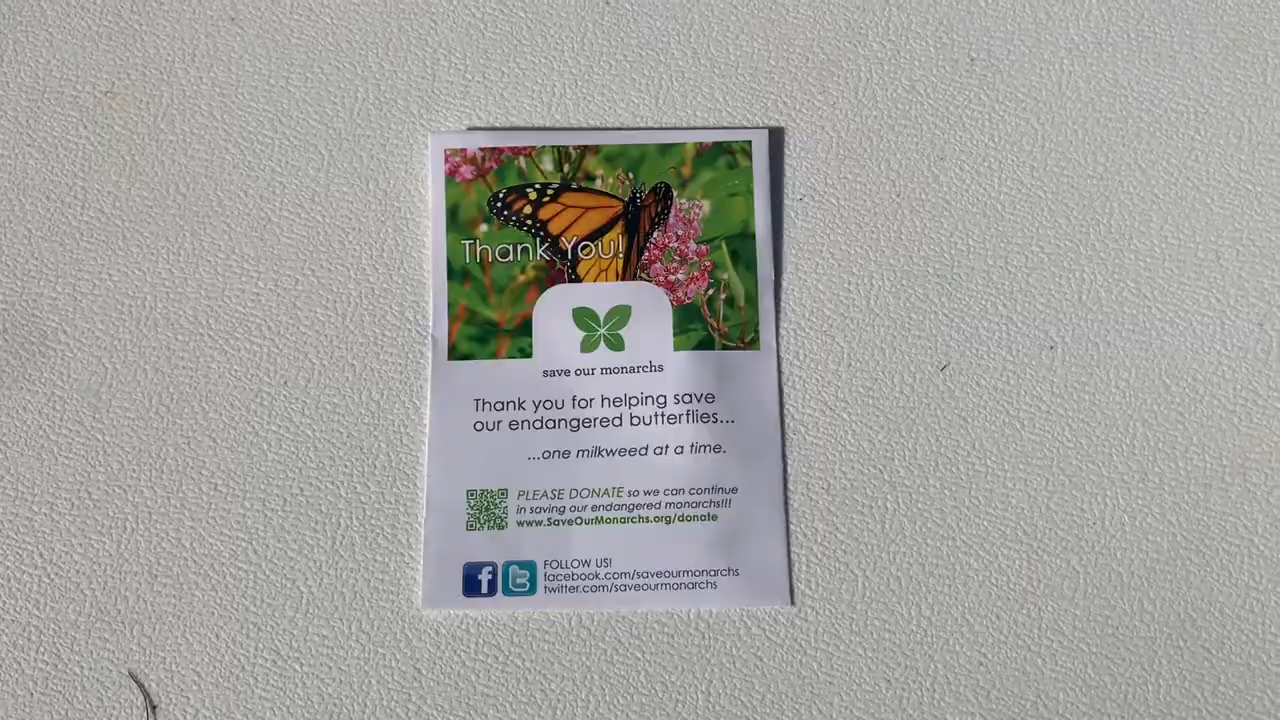 Thank You!
save our monarchs
Thank you for helping save
our endangered butterflies...
...one milkweed at a time.
PLEASE DONATE so we can continue
in saving our endangered monarchs!!!
www.SaveOurMonarchs.org/donate
FOLLOW US!
facebook.com/saveourmonarchs
twitter.com/saveourmonarchs